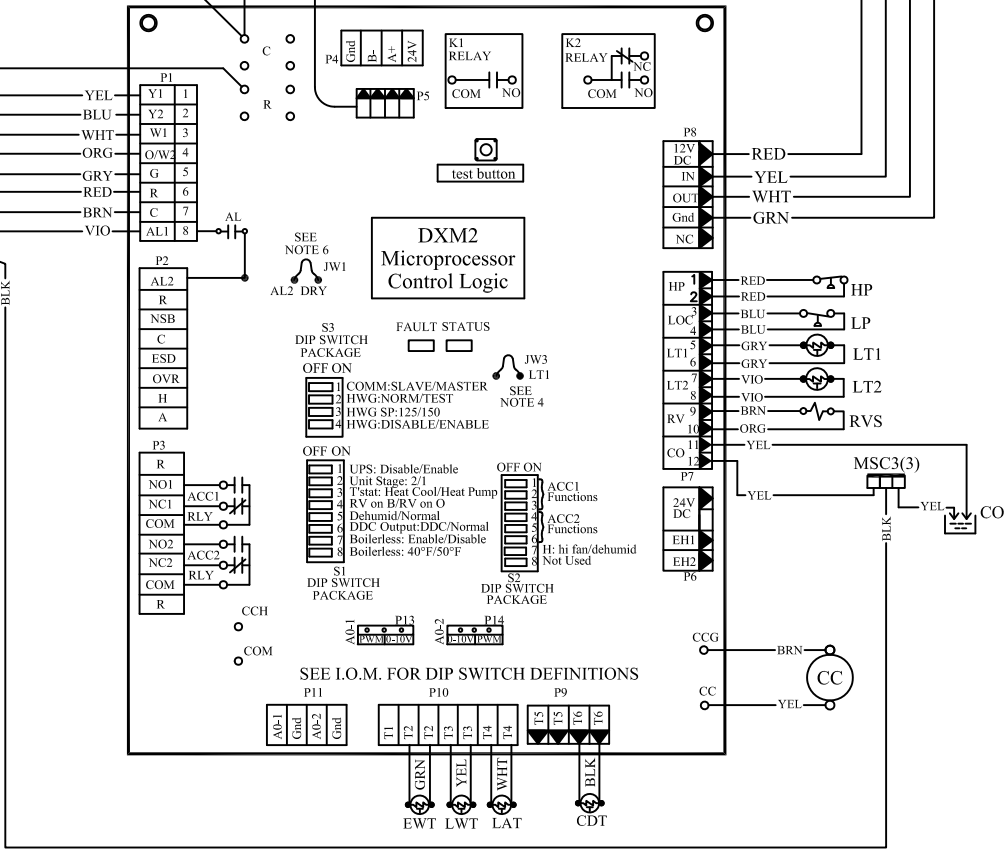 C
R
P4
Gnd
B-
A+
24V
P5
K1
RELAY
COM
NO
K2
RELAY
NC
COM
NO
P1
YEL Y1 1
BLU Y2 2
WHT W1 3
ORG O/W2 4
GRY G 5
RED R 6
BRN C 7
VIO AL1 8
AL
test button
P8
12V
DC
RED
IN YEL
OUT WHT
Gnd GRN
NC
DXM2
Microprocessor
Control Logic
SEE
NOTE 6
JW1
AL2 DRY
BLK
P2
AL2
R
NSB
C
ESD
OVR
H
A
S3
DIP SWITCH
PACKAGE
OFF ON
1 COMM:SLAVE/MASTER
2 HWG:NORM/TEST
3 HWG SP:125/150
4 HWG:DISABLE/ENABLE
FAULT STATUS
JW3
LT1
SEE
NOTE 4
HP
1 RED
2 RED
HP
LOC
3 BLU
4 BLU
LP
LT1
5 GRY
6 GRY
LT1
LT2
7 VIO
8 VIO
LT2
RV
9 BRN
10 ORG
RVS
CO
11 YEL
12 YEL
P7
MSC3(3)
YEL
CO
BLK
P3
R
NO1
NC1
COM
NO2
NC2
COM
R
ACC1
RLY
ACC2
RLY
OFF ON
1 UPS: Disable/Enable
2 Unit Stage: 2/1
3 T'stat: Heat Cool/Heat Pump
4 RV on B/RV on O
5 Dehumid/Normal
6 DDC Output:DDC/Normal
7 Boilerless: Enable/Disable
8 Boilerless: 40°F/50°F
S1
DIP SWITCH
PACKAGE
OFF ON
1
2
3
ACC1
Functions
4
5
6
ACC2
Functions
7 H: hi fan/dehumid
8 Not Used
S2
DIP SWITCH
PACKAGE
24V
DC
EH1
EH2
P6
CCH
COM
A0-1
P13
PWM 0-10V
A0-2
P14
0-10V PWM
CCG
BRN
CC
CC
YEL
SEE I.O.M. FOR DIP SWITCH DEFINITIONS
P11
A0-1
Gnd
A0-2
Gnd
P10
T1
T2
T2
T3
T3
T4
T4
P9
T5
T5
T6
T6
GRN
YEL
WHT
BLK
EWT
LWT
LAT
CDT